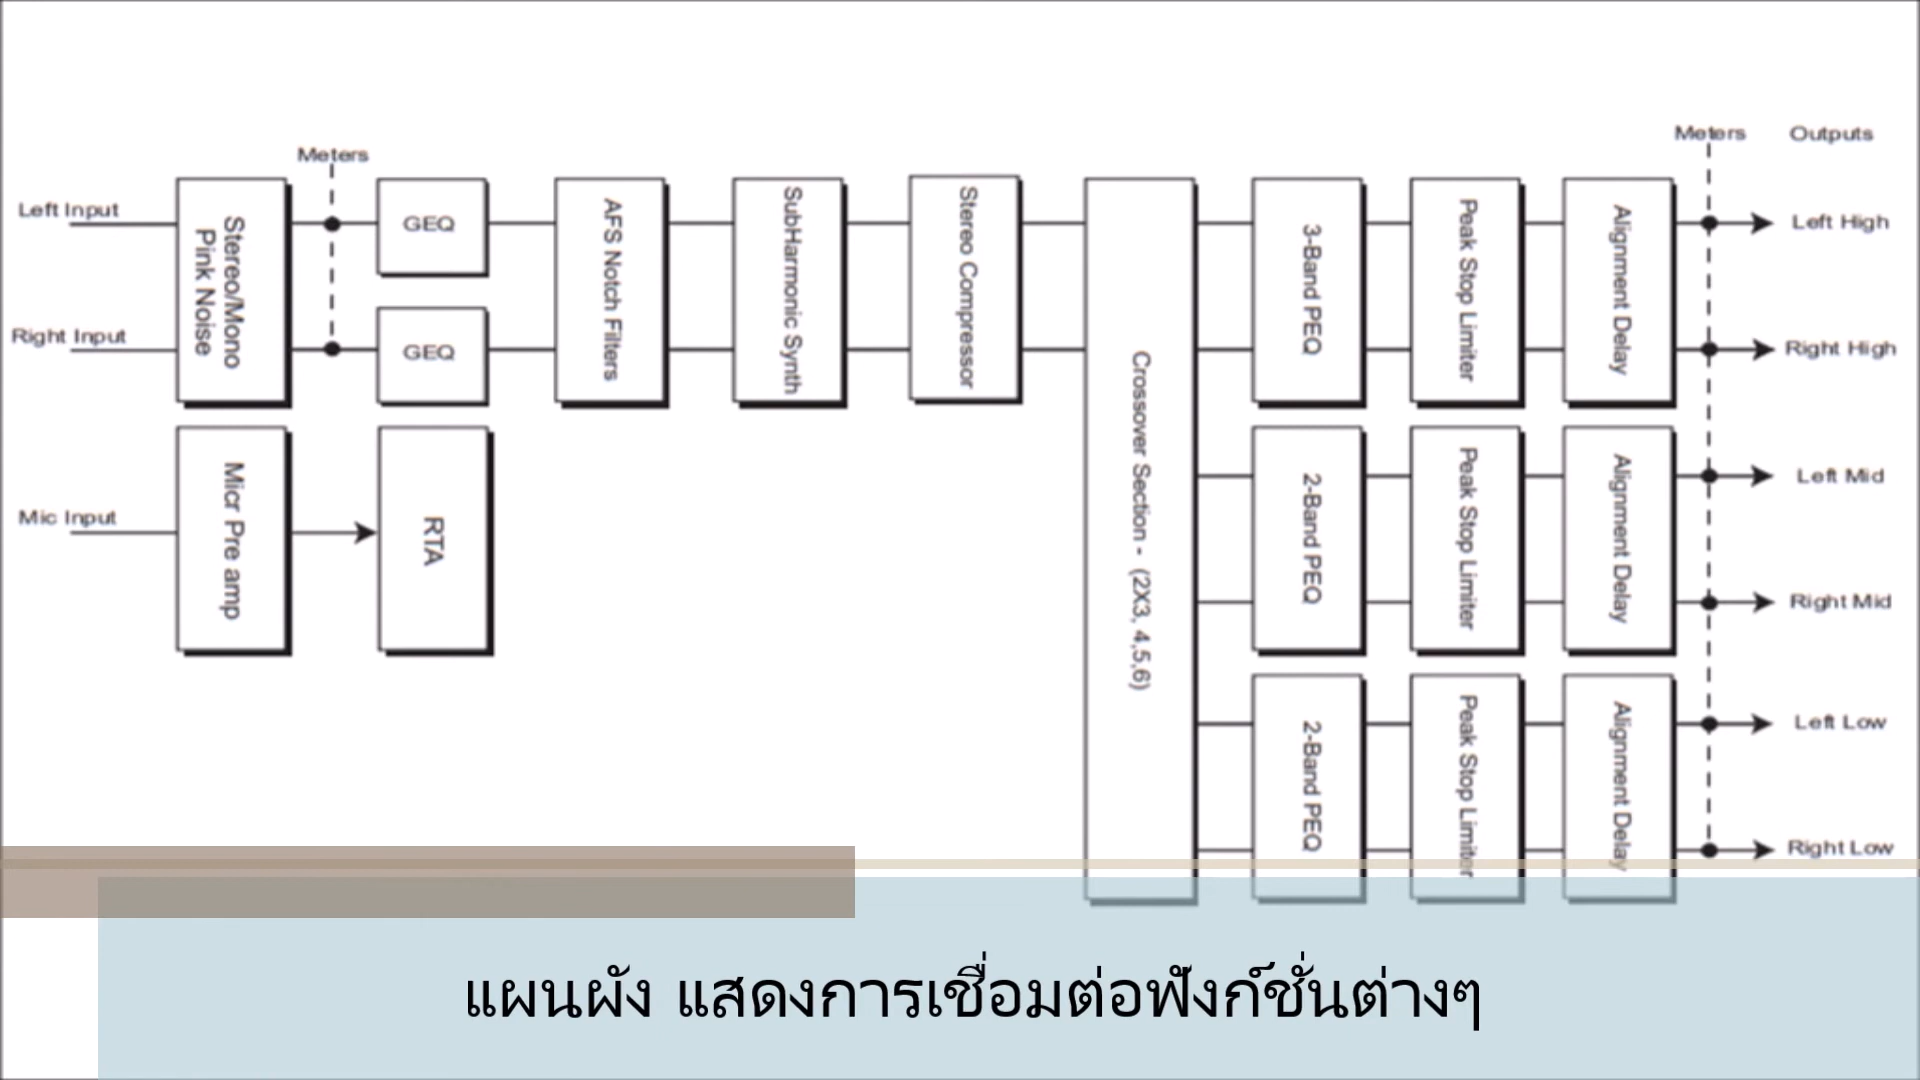 Meters Outputs
Meters
Left Input
Right Input
Mic Input
Stereo/Mono
Pink Noise
GEQ
GEQ
AFS Notch Filters
SubHarmonic Synth
Stereo Compressor
Crossover Section - (2X3, 4,5,6)
3-Band PEQ
Peak Stop Limiter
Alignment Delay
Left High
Right High
Micr Pre amp
RTA
2-Band PEQ
Peak Stop Limiter
Alignment Delay
Left Mid
Right Mid
2-Band PEQ
Peak Stop Limiter
Alignment Delay
Left Low
Right Low
แผนผัง แสดงการเชื่อมต่อฟังก์ชั่นต่างๆ